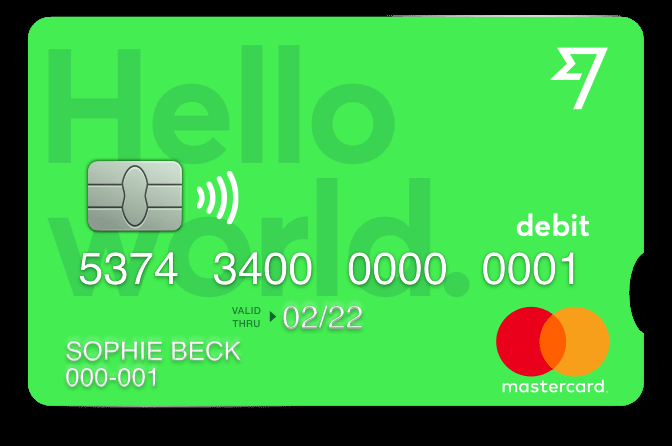 Hello
world.
debit
5374 3400 0000 0001
VALID
THRU 02/22
SOPHIE BECK
000-001
mastercard.